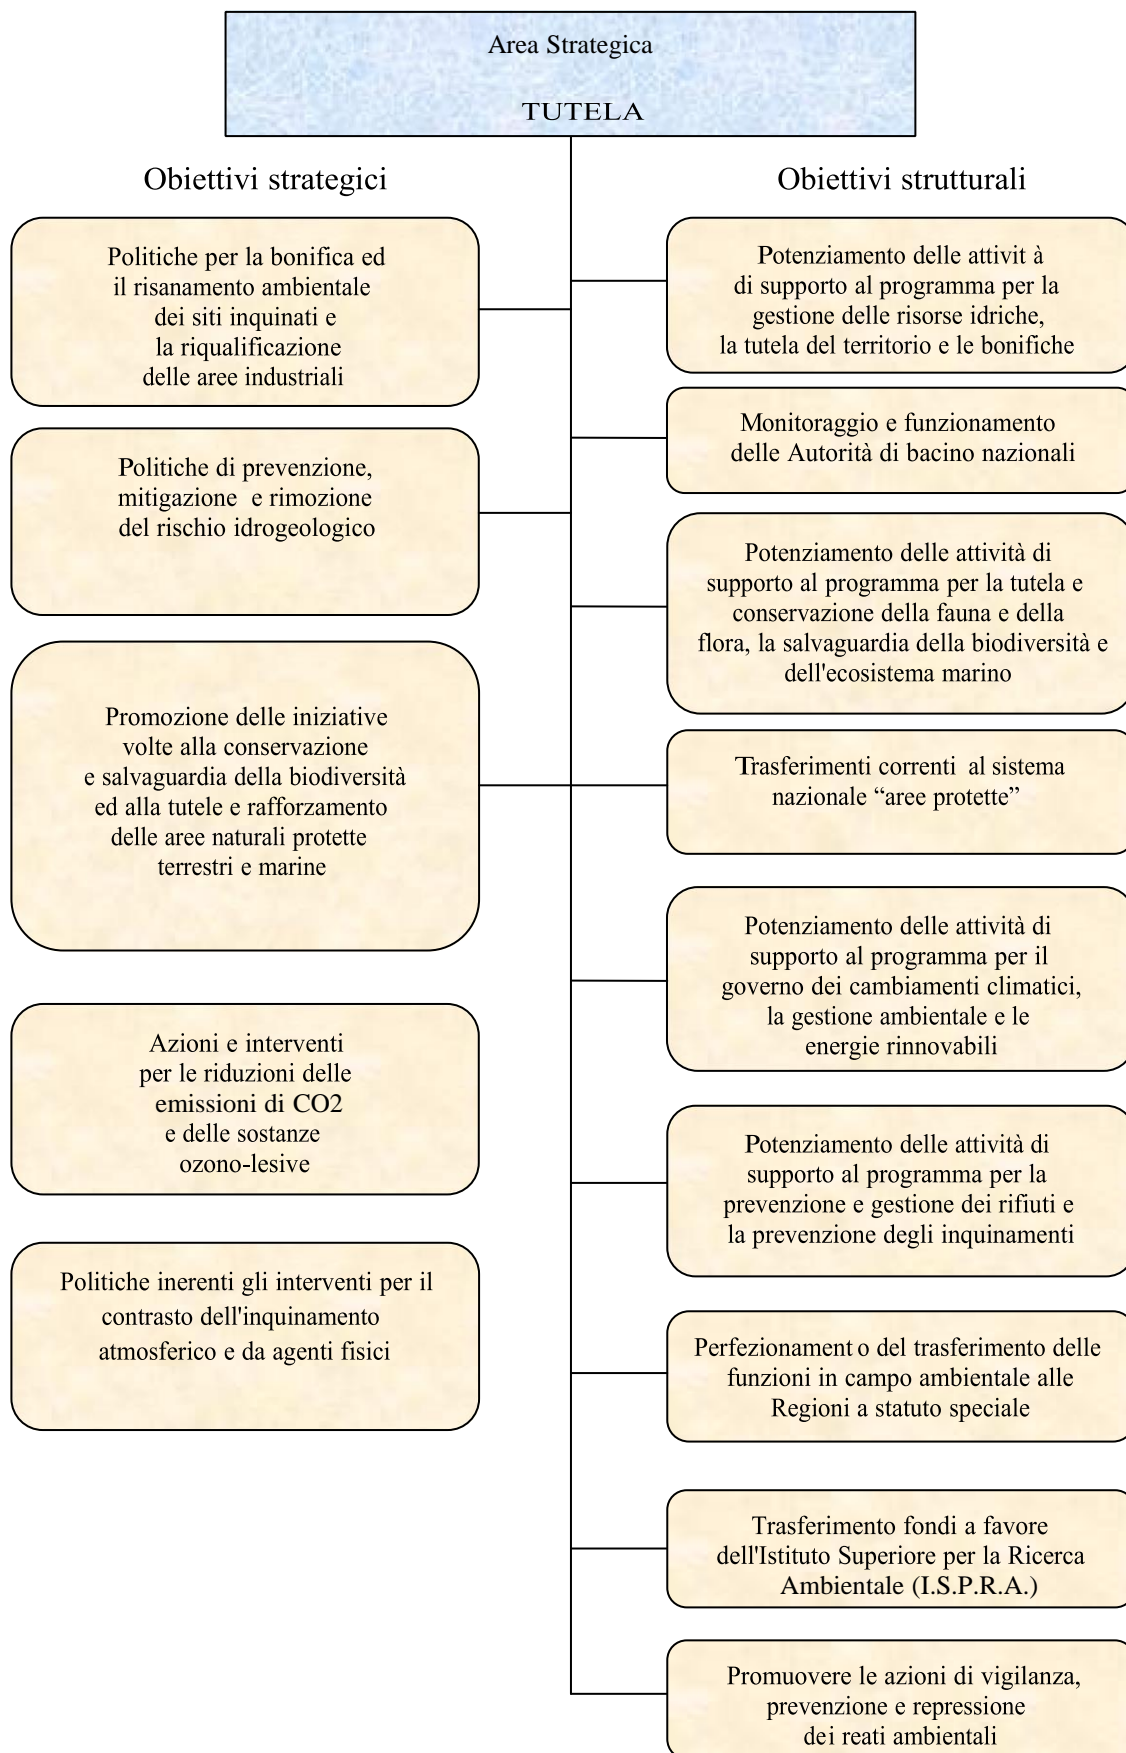 Area Strategica
TUTELA
Obiettivi strategici
Politiche per la bonifica ed
il risanamento ambientale
dei siti inquinati e
la riqualificazione
delle aree industriali
Politiche di prevenzione,
mitigazione e rimozione
del rischio idrogeologico
Promozione delle iniziative
volte alla conservazione
e salvaguardia della biodiversità
ed alla tutele e rafforzamento
delle aree naturali protette
terrestri e marine
Azioni e interventi
per le riduzioni delle
emissioni di CO2
e delle sostanze
ozono-lesive
Politiche inerenti gli interventi per il
contrasto dell'inquinamento
atmosferico e da agenti fisici
Obiettivi strutturali
Potenziamento delle attivit à
di supporto al programma per la
gestione delle risorse idriche,
la tutela del territorio e le bonifiche
Monitoraggio e funzionamento
delle Autorità di bacino nazionali
Potenziamento delle attività di
supporto al programma per la tutela e
conservazione della fauna e della
flora, la salvaguardia della biodiversità e
dell'ecosistema marino
Trasferimenti correnti al sistema
nazionale “aree protette”
Potenziamento delle attività di
supporto al programma per il
governo dei cambiamenti climatici,
la gestione ambientale e le
energie rinnovabili
Potenziamento delle attività di
supporto al programma per la
prevenzione e gestione dei rifiuti e
la prevenzione degli inquinamenti
Perfezionament o del trasferimento delle
funzioni in campo ambientale alle
Regioni a statuto speciale
Trasferimento fondi a favore
dell'Istituto Superiore per la Ricerca
Ambientale (I.S.P.R.A.)
Promuovere le azioni di vigilanza,
prevenzione e repressione
dei reati ambientali